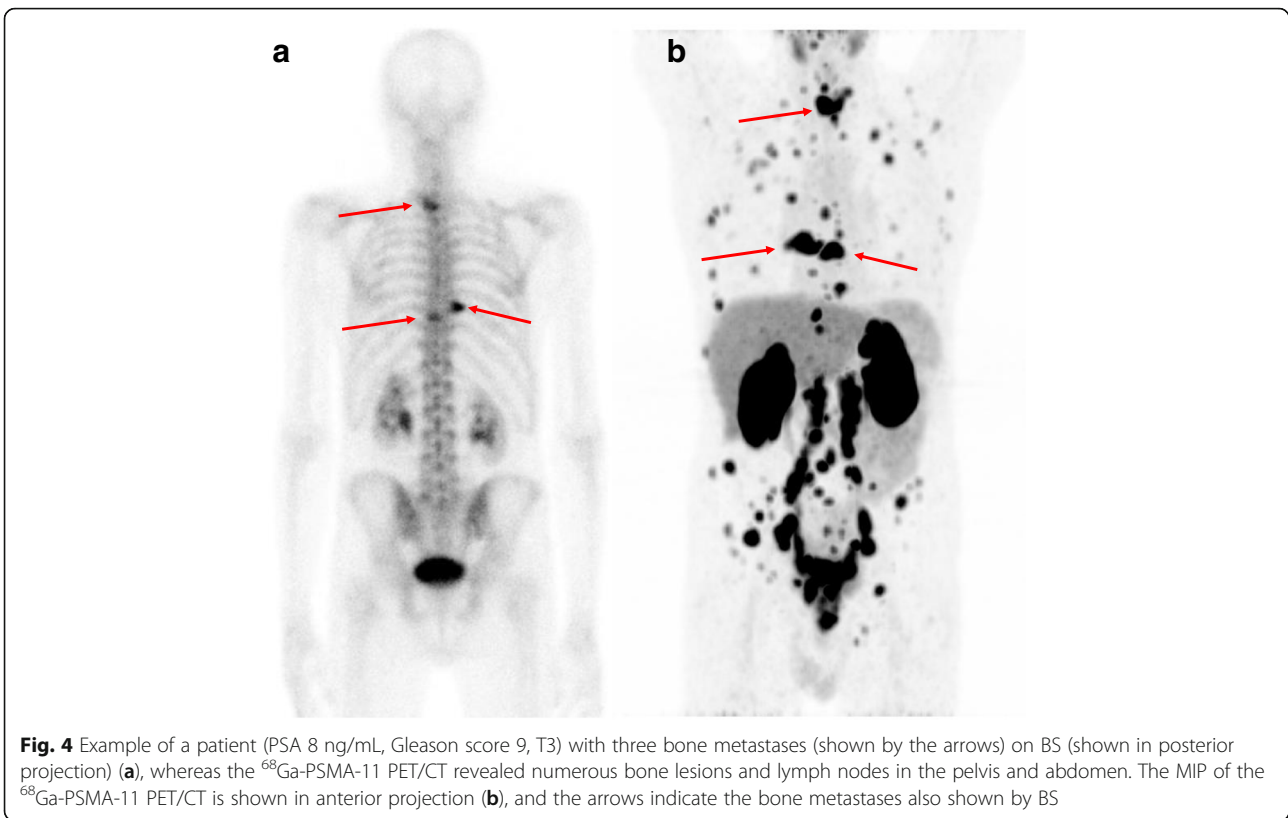 a
b
Fig. 4 Example of a patient (PSA 8 ng/mL, Gleason score 9, T3) with three bone metastases (shown by the arrows) on BS (shown in posterior
projection) (a), whereas the ⁶⁸Ga-PSMA-11 PET/CT revealed numerous bone lesions and lymph nodes in the pelvis and abdomen. The MIP of the
⁶⁸Ga-PSMA-11 PET/CT is shown in anterior projection (b), and the arrows indicate the bone metastases also shown by BS